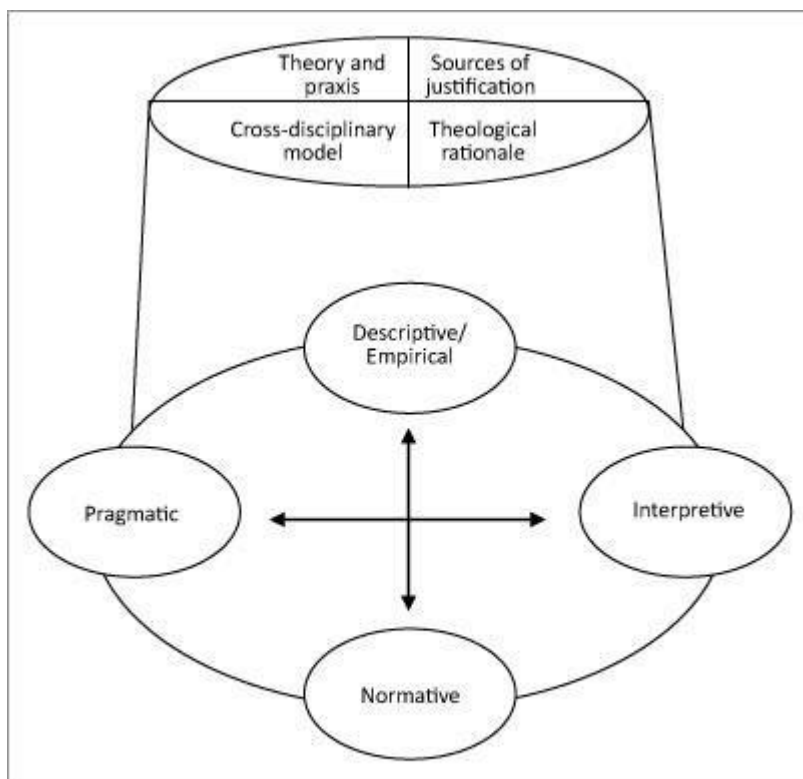 Theory and
praxis
Sources of
justification
Cross-disciplinary
model
Theological
rationale
Descriptive/
Empirical
Pragmatic
Interpretive
Normative